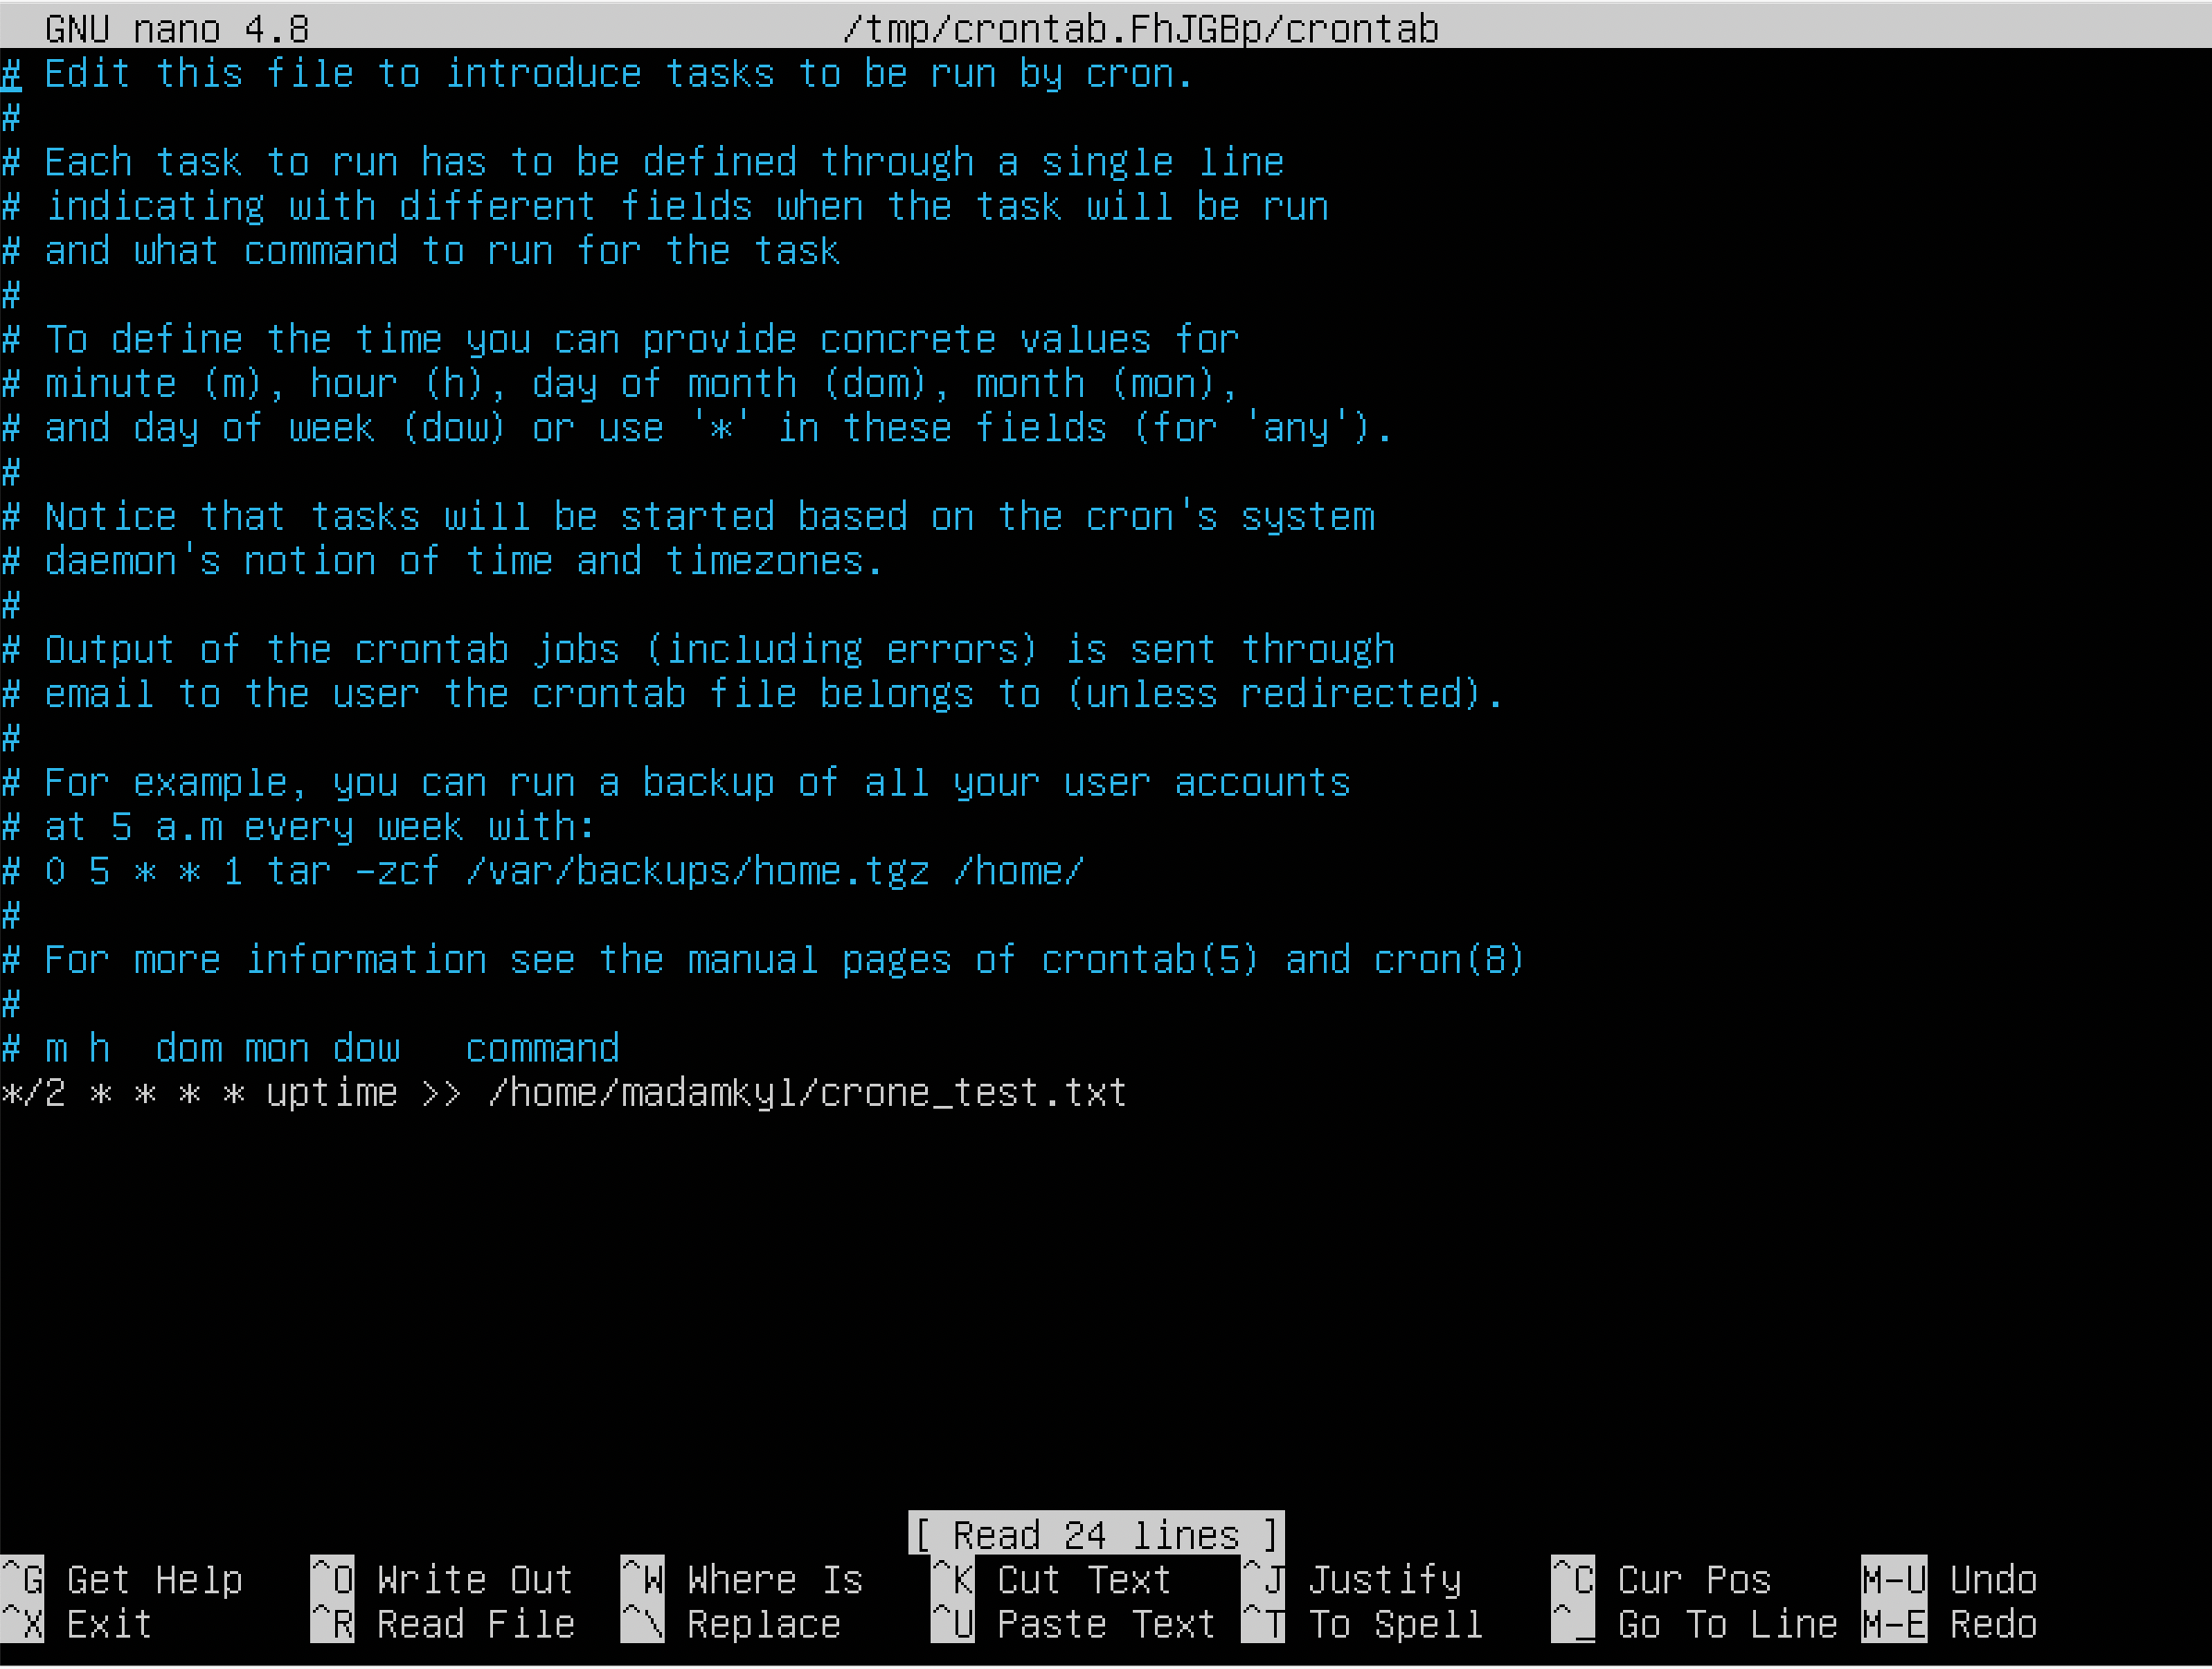 GNU nano 4.8 /tmp/crontab.FhJGBp/crontab
# Edit this file to introduce tasks to be run by cron.
#
# Each task to run has to be defined through a single line
# indicating with different fields when the task will be run
# and what command to run for the task
#
# To define the time you can provide concrete values for
# minute (m), hour (h), day of month (dom), month (mon),
# and day of week (dow) or use '*' in these fields (for 'any').
#
# Notice that tasks will be started based on the cron's system
# daemon's notion of time and timezones.
#
# Output of the crontab jobs (including errors) is sent through
# email to the user the crontab file belongs to (unless redirected).
#
# For example, you can run a backup of all your user accounts
# at 5 a.m every week with:
# 0 5 * * 1 tar -zcf /var/backups/home.tgz /home/
#
# For more information see the manual pages of crontab(5) and cron(8)
#
# m h  dom mon dow   command
*/2 * * * * uptime >> /home/madamkyl/crone_test.txt
[ Read 24 lines ]
^G Get Help ^O Write Out ^W Where Is ^K Cut Text ^J Justify ^C Cur Pos M-U Undo
^X Exit ^R Read File ^\ Replace ^U Paste Text ^T To Spell ^_ Go To Line M-E Redo